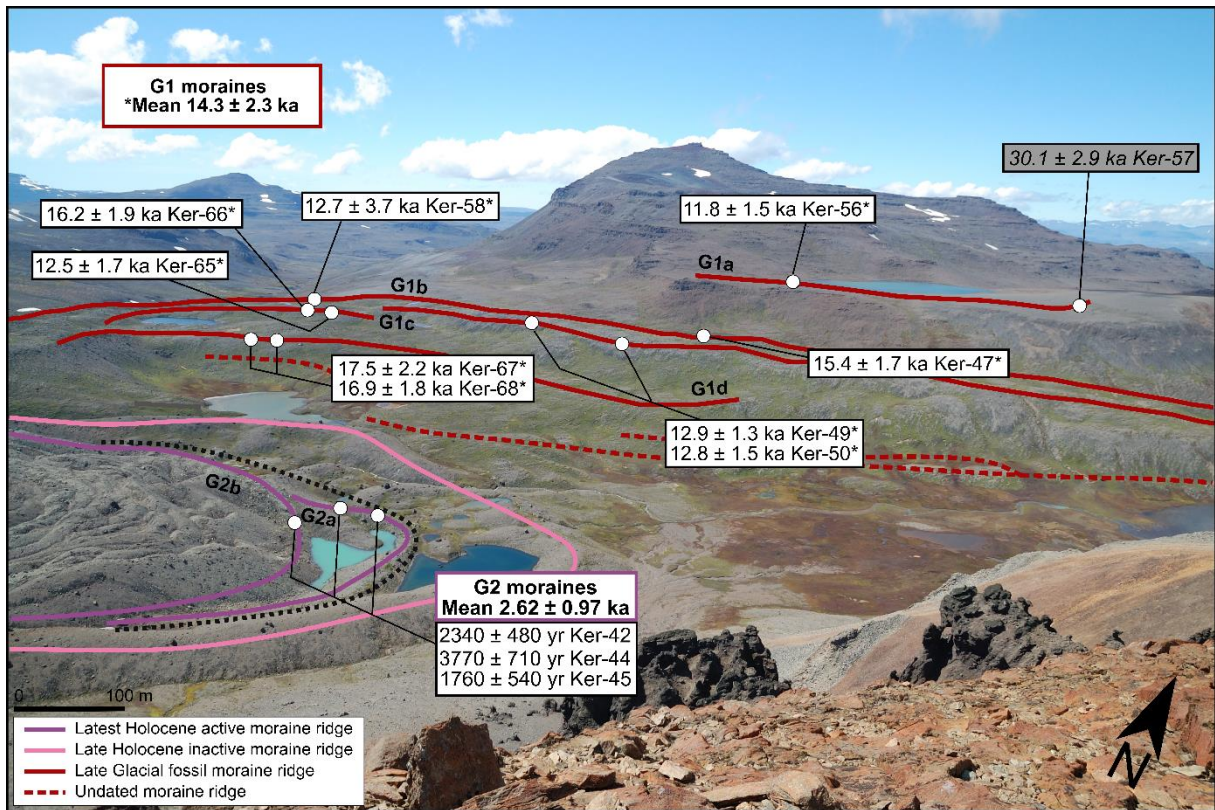 G1 moraines
*Mean 14.3 ± 2.3 ka
30.1 ± 2.9 ka Ker-57
16.2 ± 1.9 ka Ker-66*
12.7 ± 3.7 ka Ker-58*
11.8 ± 1.5 ka Ker-56*
12.5 ± 1.7 ka Ker-65*
G1a
G1b
G1c
17.5 ± 2.2 ka Ker-67*
16.9 ± 1.8 ka Ker-68*
15.4 ± 1.7 ka Ker-47*
G1d
12.9 ± 1.3 ka Ker-49*
12.8 ± 1.5 ka Ker-50*
G2b
G2a
G2 moraines
Mean 2.62 ± 0.97 ka
2340 ± 480 yr Ker-42
3770 ± 710 yr Ker-44
1760 ± 540 yr Ker-45
0 100 m
Latest Holocene active moraine ridge
Late Holocene inactive moraine ridge
Late Glacial fossil moraine ridge
Undated moraine ridge
N